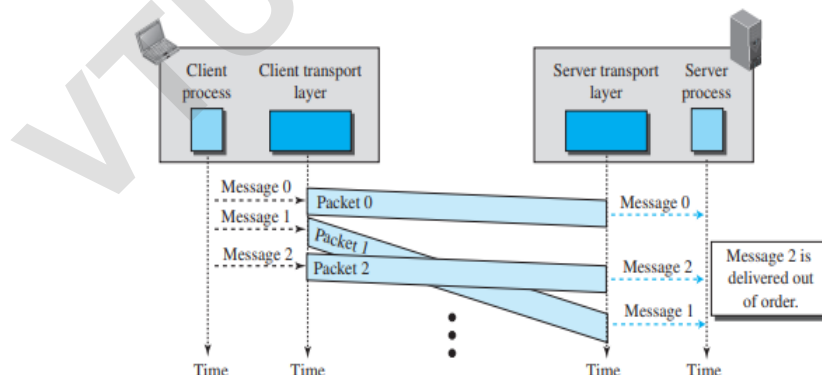 VTU
Client
process
Client transport
layer
Server transport
layer
Server
process
Message 0
Packet 0
Message 0
Message 1
Packet 1
Message 2
Packet 2
Message 2
Message 1
Message 2 is
delivered out
of order.
Time
Time
Time
Time